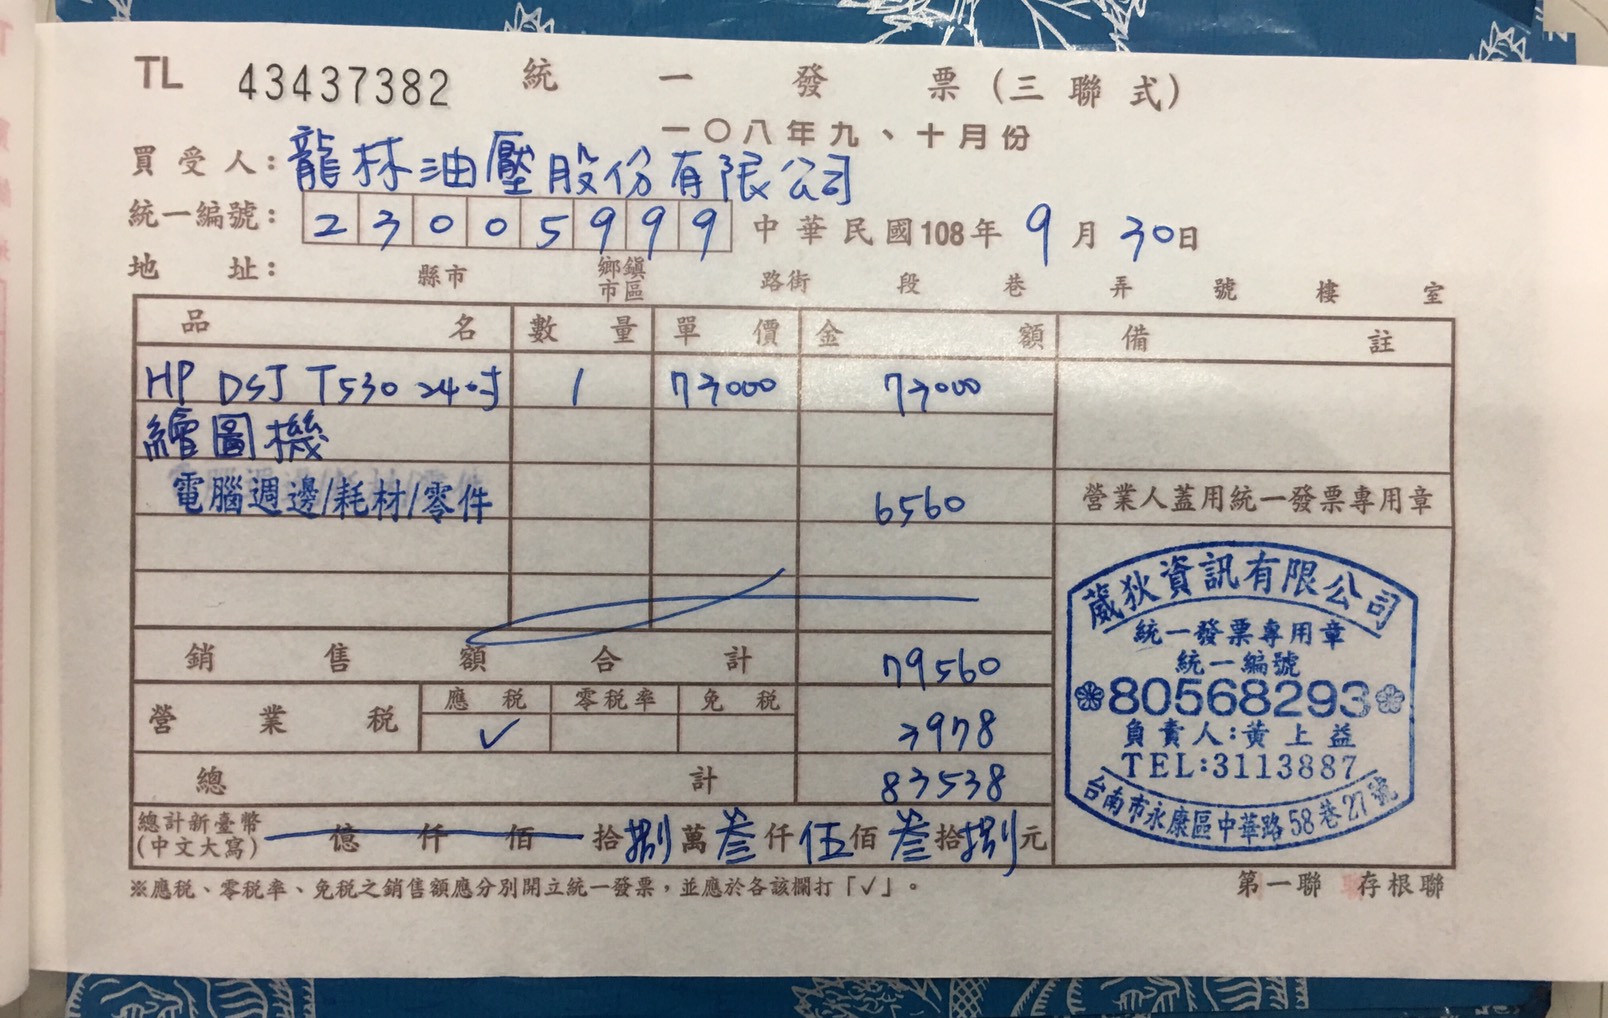 TL 43437382 統一發票(三聯式)
一〇八年九、十月份
買受人：龍林油壓股份有限公司
統一編號：23005999 中華民國108年9月30日
地址： 縣市 鄉鎮市區 路街 段 巷 弄 號 樓 室
品名 數量 單價 金額 備註
HP DSJ T530 24吋 1 73000 73000
繪圖機
電腦週邊/耗材/零件 6560 營業人蓋用統一發票專用章
銷售額合計 79560
營業稅 應稅 零稅率 免稅
✓ 3978
總計 83538
總計新臺幣(中文大寫) 億仟佰拾捌萬叁仟伍佰叁拾捌元
葳狄資訊有限公司
統一發票專用章
統一編號
80568293
負責人:黃上益
TEL:3113887
台南市永康區中華路58巷27號
※應稅、零稅率、免稅之銷售額應分別開立統一發票，並應於各該欄打「✓」。 第一聯 存根聯